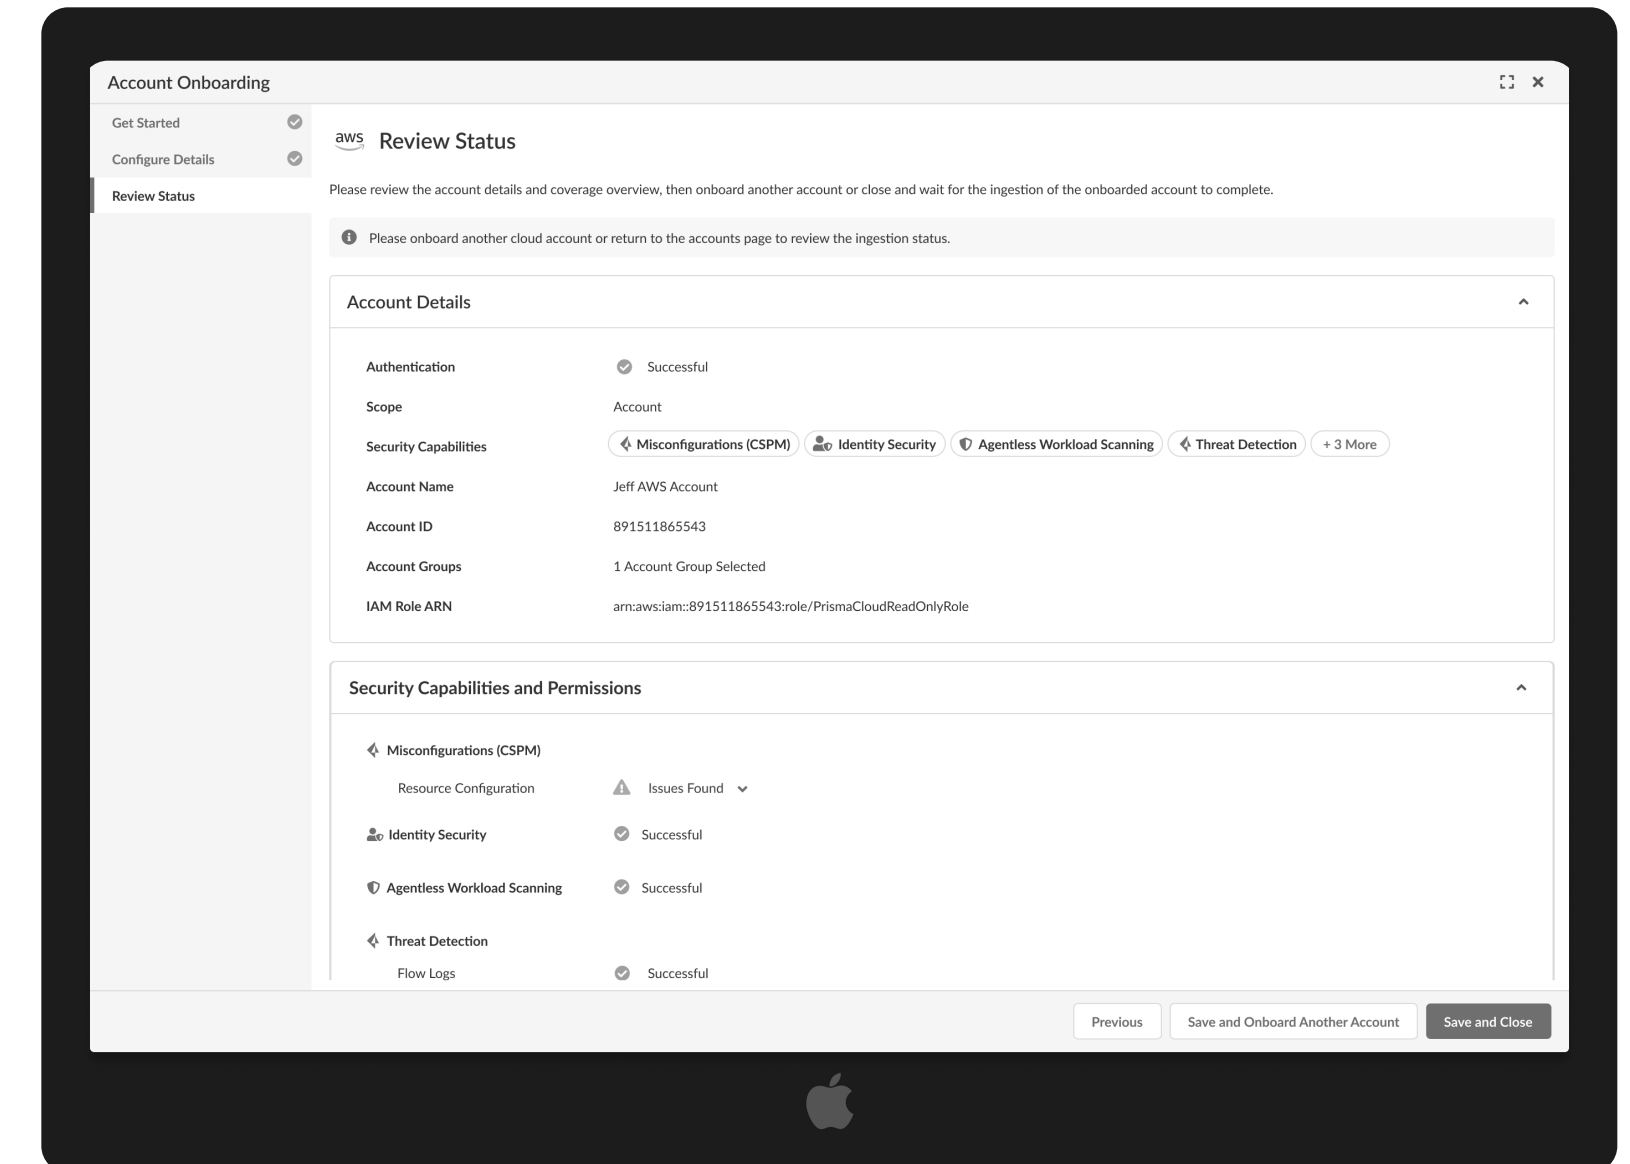 Account Onboarding
Get Started
Configure Details
Review Status
aws Review Status
Please review the account details and coverage overview, then onboard another account or close and wait for the ingestion of the onboarded account to complete.
Please onboard another cloud account or return to the accounts page to review the ingestion status.
Account Details
Authentication Successful
Scope Account
Security Capabilities Misconfigurations (CSPM) Identity Security Agentless Workload Scanning Threat Detection + 3 More
Account Name Jeff AWS Account
Account ID 891511865543
Account Groups 1 Account Group Selected
IAM Role ARN arn:aws:iam::891511865543:role/PrismaCloudReadOnlyRole
Security Capabilities and Permissions
Misconfigurations (CSPM)
Resource Configuration Issues Found
Identity Security Successful
Agentless Workload Scanning Successful
Threat Detection
Flow Logs Successful
Previous Save and Onboard Another Account Save and Close